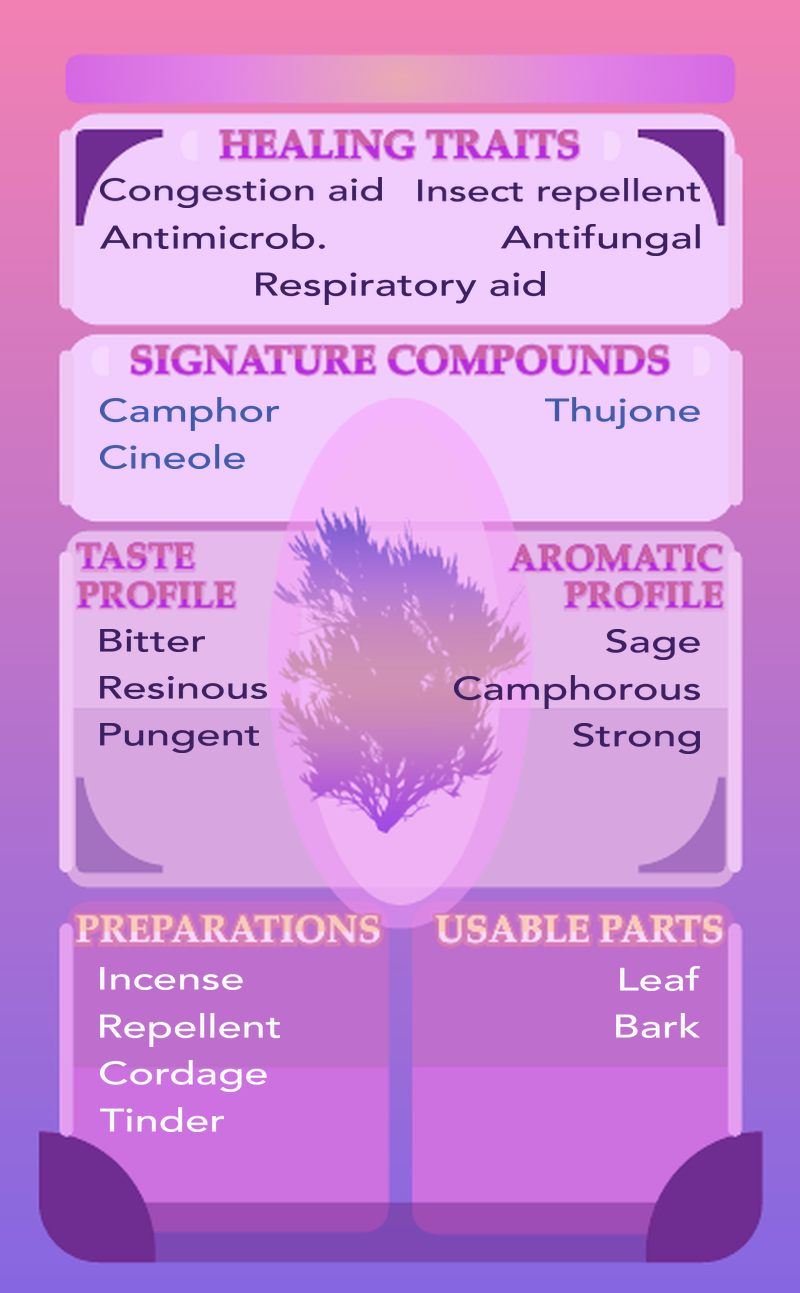 HEALING TRAITS
Congestion aid Insect repellent
Antimicrob. Antifungal
Respiratory aid
SIGNATURE COMPOUNDS
Camphor Thujone
Cineole
TASTE
PROFILE
Bitter
Resinous
Pungent
AROMATIC
PROFILE
Sage
Camphorous
Strong
PREPARATIONS
Incense
Repellent
Cordage
Tinder
USABLE PARTS
Leaf
Bark